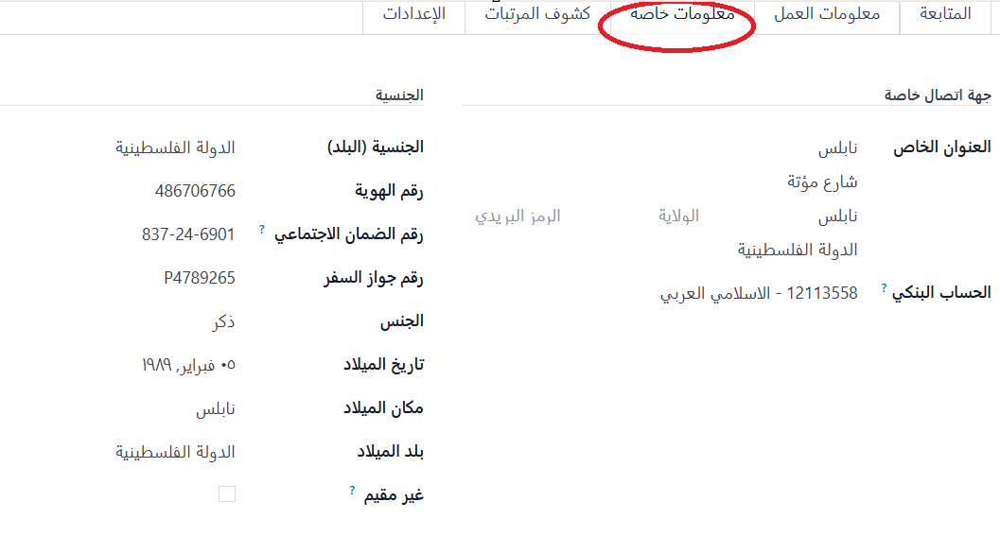 المتابعة
معلومات العمل
معلومات خاصة
كشوف المرتبات
الإعدادات
جهة اتصال خاصة
العنوان الخاص
نابلس
شارع مؤتة
نابلس الولاية الرمز البريدي
الدولة الفلسطينية
الحساب البنكي ? 12113558 - الاسلامي العربي
الجنسية
الجنسية (البلد) الدولة الفلسطينية
رقم الهوية 486706766
رقم الضمان الاجتماعي ? 837-24-6901
رقم جواز السفر P4789265
الجنس ذكر
تاريخ الميلاد ٠٥ فبراير, ١٩٨٩
مكان الميلاد نابلس
بلد الميلاد الدولة الفلسطينية
غير مقيم ?